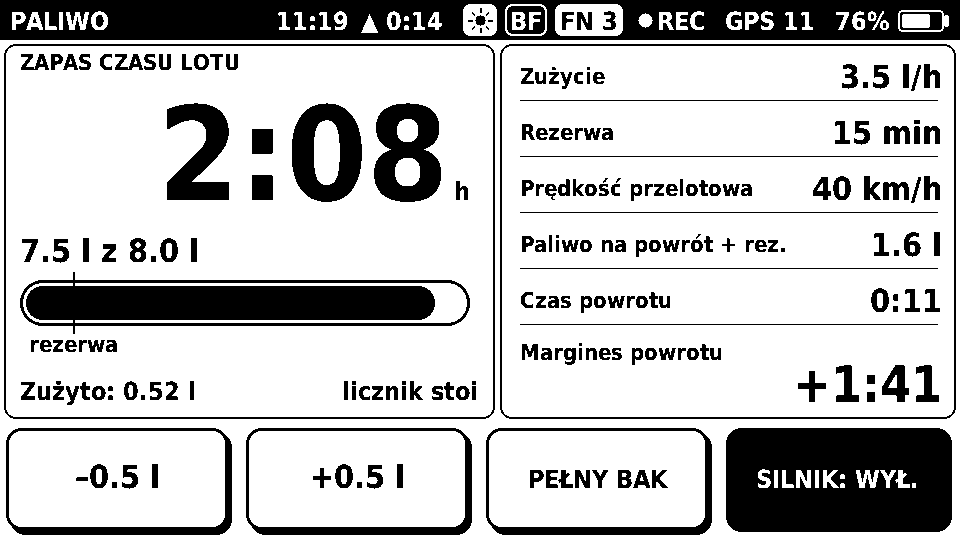 PALIWO 11:19 ▲ 0:14 BF FN 3 ●REC GPS 11 76%
ZAPAS CZASU LOTU
2:08 h
7.5 l z 8.0 l
rezerwa
Zużyto: 0.52 l licznik stoi
Zużycie 3.5 l/h
Rezerwa 15 min
Prędkość przelotowa 40 km/h
Paliwo na powrót + rez. 1.6 l
Czas powrotu 0:11
Margines powrotu
+1:41
–0.5 l +0.5 l PEŁNY BAK SILNIK: WYŁ.